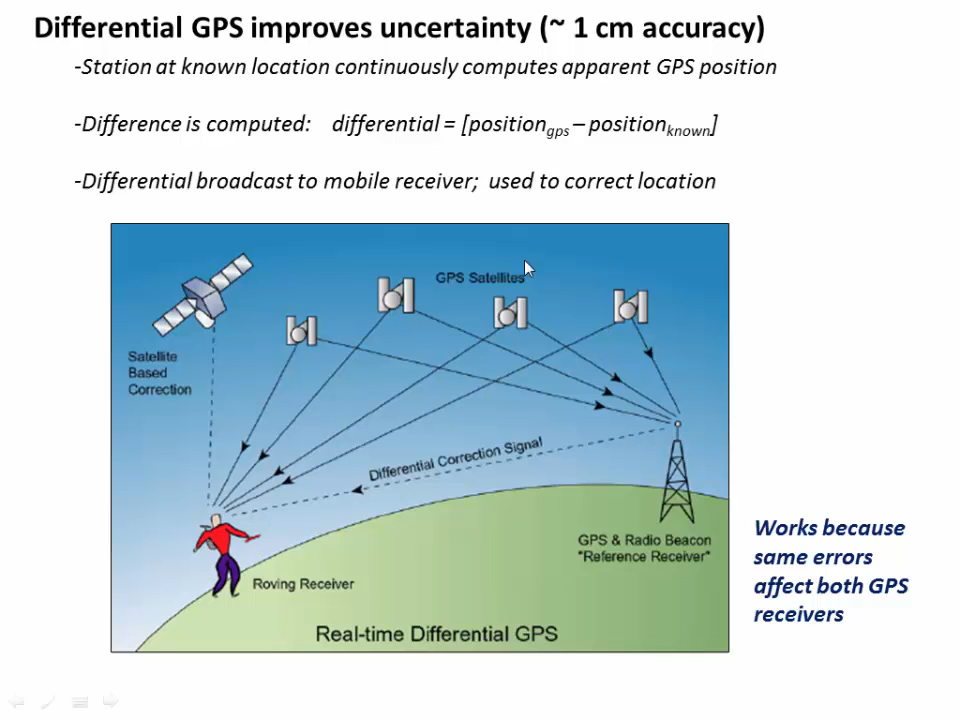 Differential GPS improves uncertainty (~ 1 cm accuracy)
-Station at known location continuously computes apparent GPS position
-Difference is computed: differential = [positiongps – positionknown]
-Differential broadcast to mobile receiver; used to correct location
GPS Satellites
Satellite
Based
Correction
Differential Correction Signal
GPS & Radio Beacon
"Reference Receiver"
Roving Receiver
Real-time Differential GPS
Works because
same errors
affect both GPS
receivers